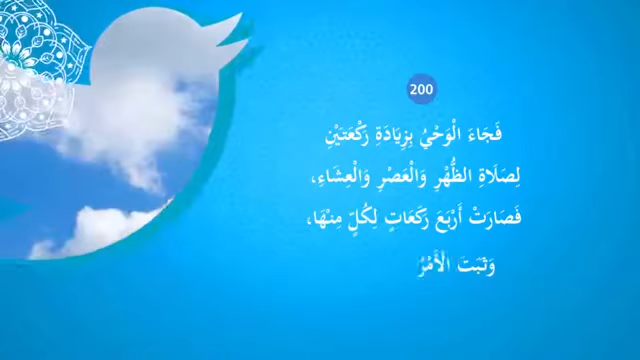 200
فَجَاءَ الْوَحْيُ بِزِيَادَةِ رَكْعَتَيْنِ
لِصَلَاةِ الظُّهْرِ وَالْعَصْرِ وَالْعِشَاءِ،
فَصَارَتْ أَرْبَعَ رَكَعَاتٍ لِكُلٍّ مِنْهَا،
وَثَبَتَ الْأَمْرُ